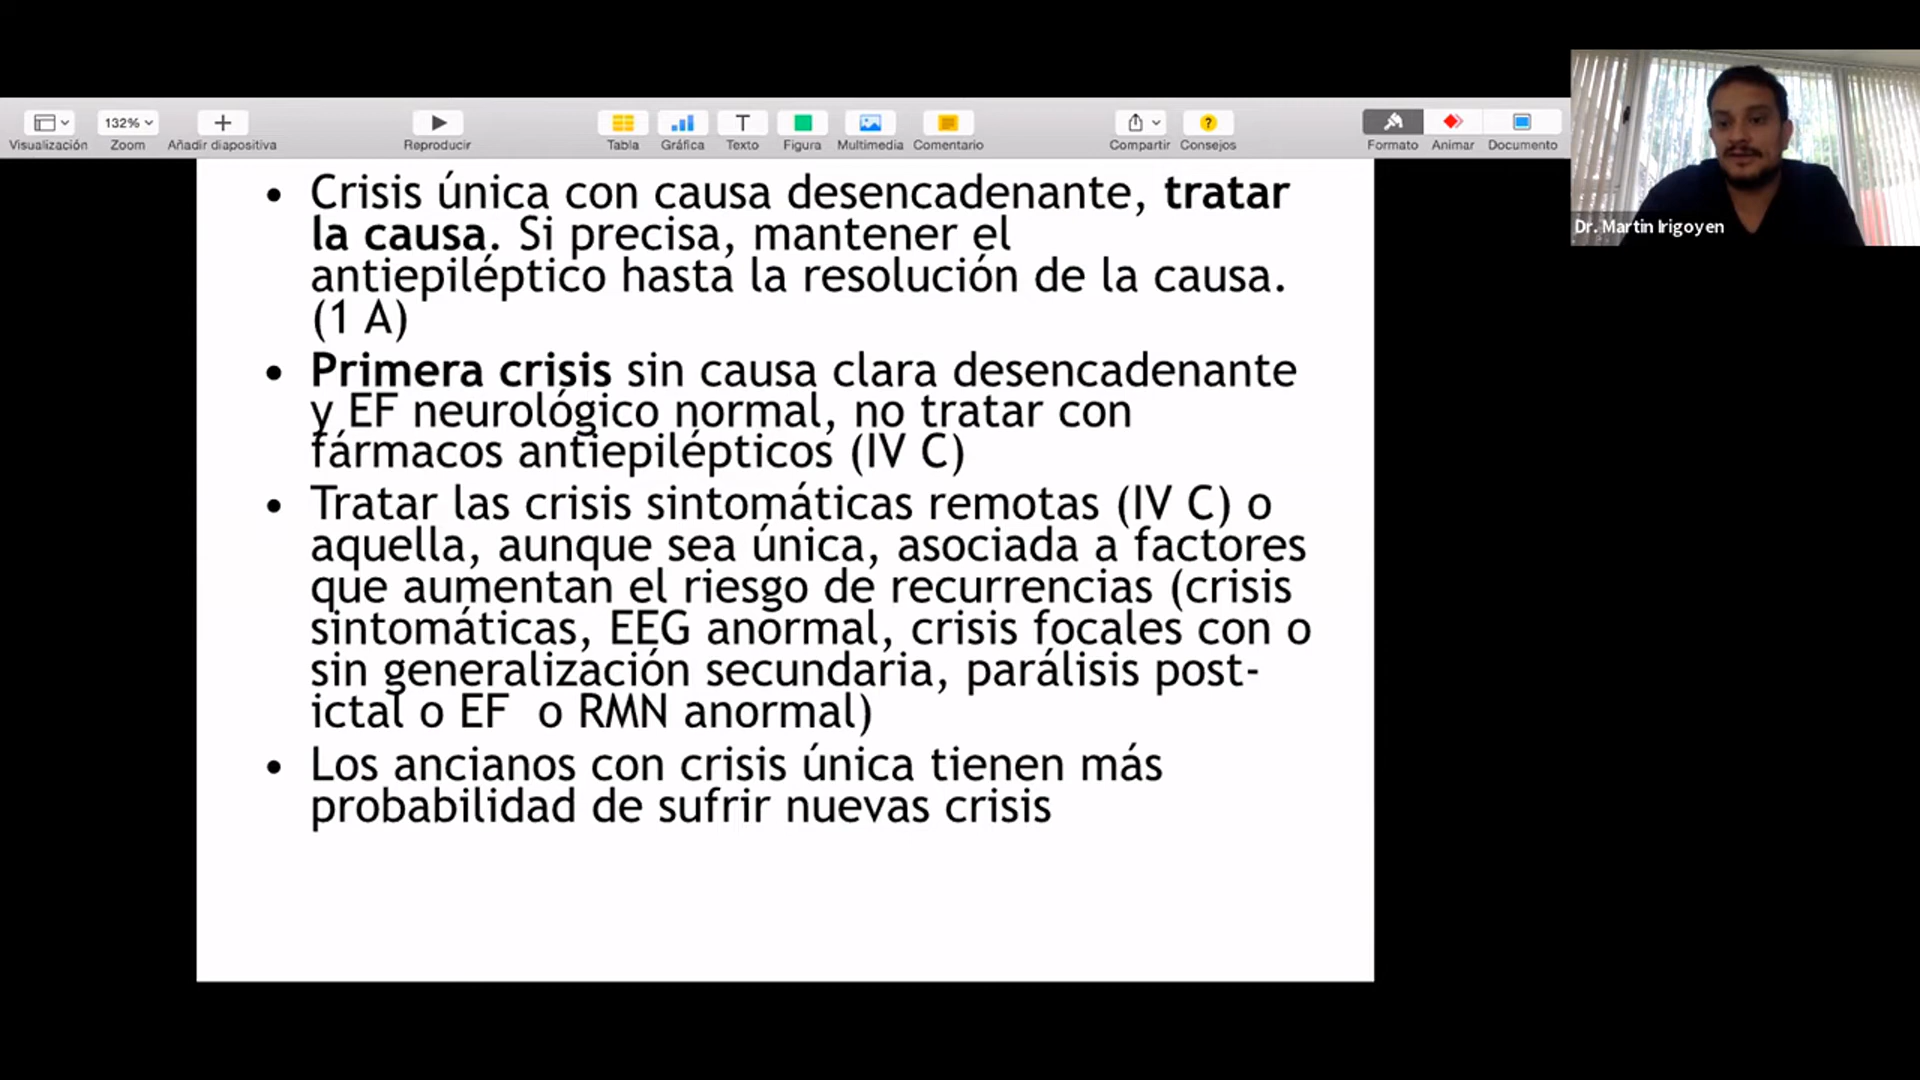 132%
Visualización Zoom Añadir diapositiva Reproducir Tabla Gráfica Texto Figura Multimedia Comentario Compartir Consejos Formato Animar Documento
Dr. Martin Irigoyen
• Crisis única con causa desencadenante, tratar
la causa. Si precisa, mantener el
antiepiléptico hasta la resolución de la causa.
(1 A)
• Primera crisis sin causa clara desencadenante
y EF neurológico normal, no tratar con
fármacos antiepilépticos (IV C)
• Tratar las crisis sintomáticas remotas (IV C) o
aquella, aunque sea única, asociada a factores
que aumentan el riesgo de recurrencias (crisis
sintomáticas, EEG anormal, crisis focales con o
sin generalización secundaria, parálisis post-
ictal o EF o RMN anormal)
• Los ancianos con crisis única tienen más
probabilidad de sufrir nuevas crisis